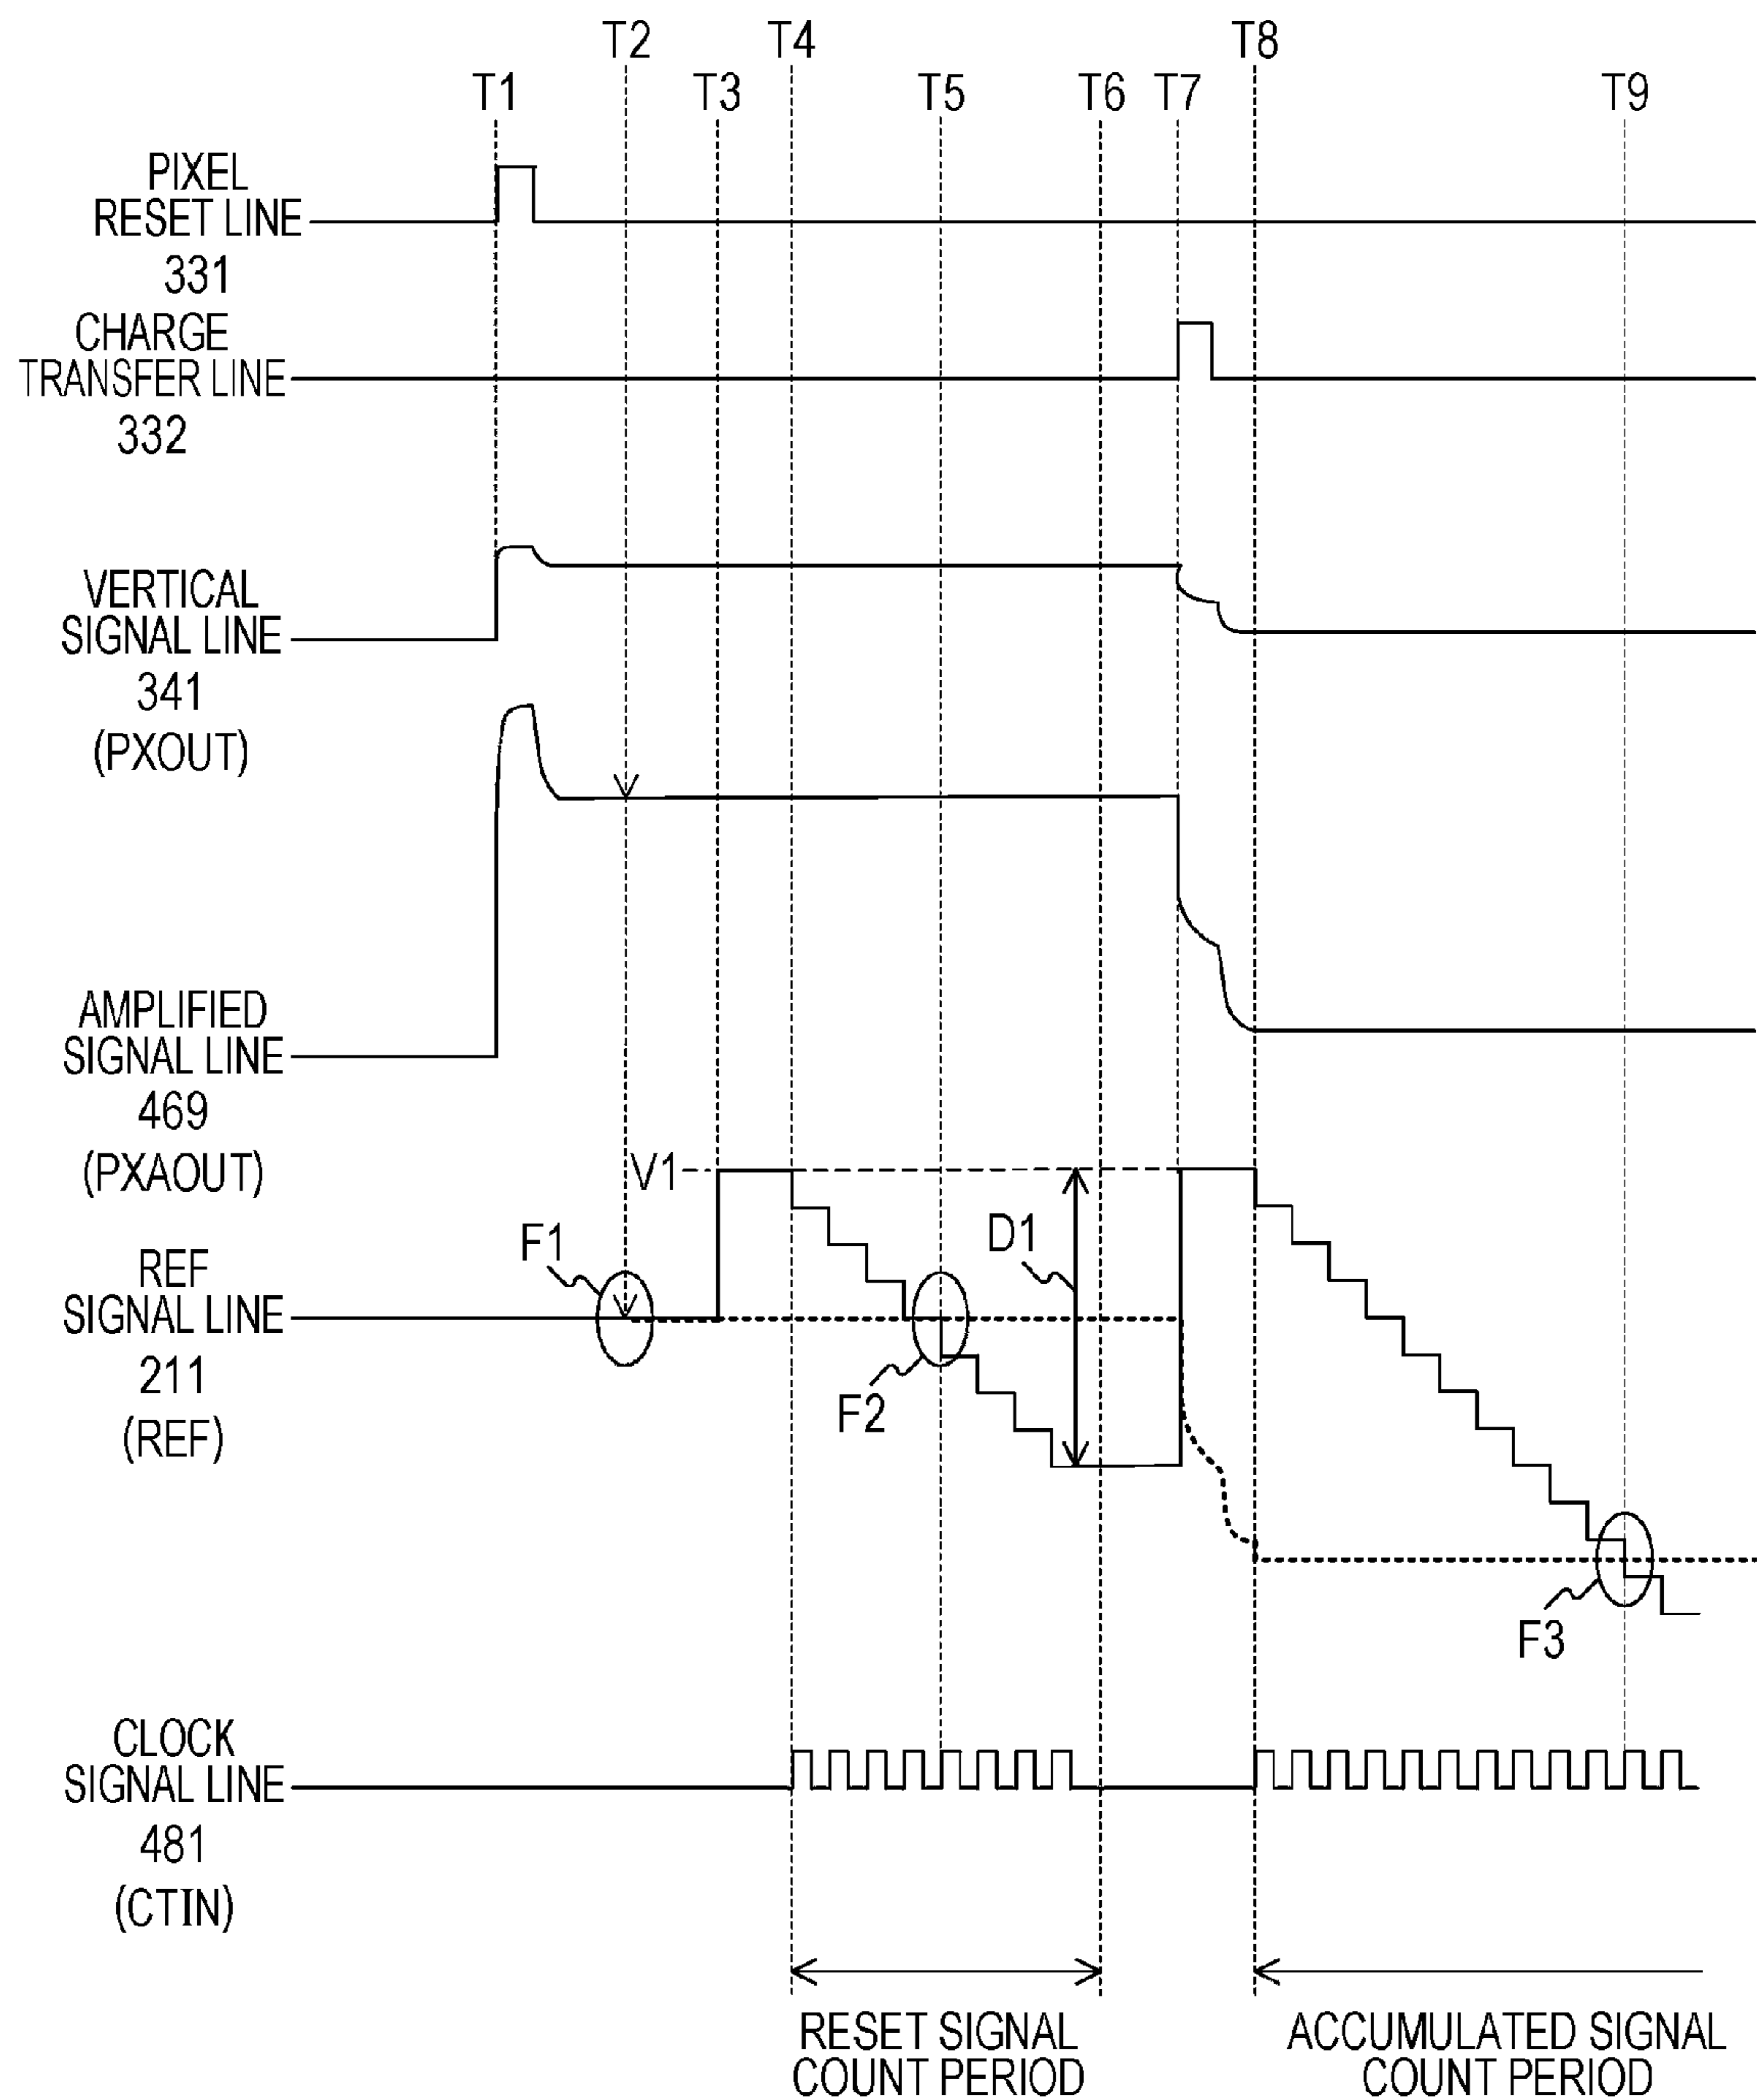 T2 T4 T8
T1 T3 T5 T6 T7 T9
PIXEL
RESET LINE
331
CHARGE
TRANSFER LINE
332
VERTICAL
SIGNAL LINE
341
(PXOUT)
AMPLIFIED
SIGNAL LINE
469
(PXAOUT)
V1
F1
D1
REF
SIGNAL LINE
211
(REF)
F2
F3
CLOCK
SIGNAL LINE
481
(CTIN)
RESET SIGNAL
COUNT PERIOD
ACCUMULATED SIGNAL
COUNT PERIOD